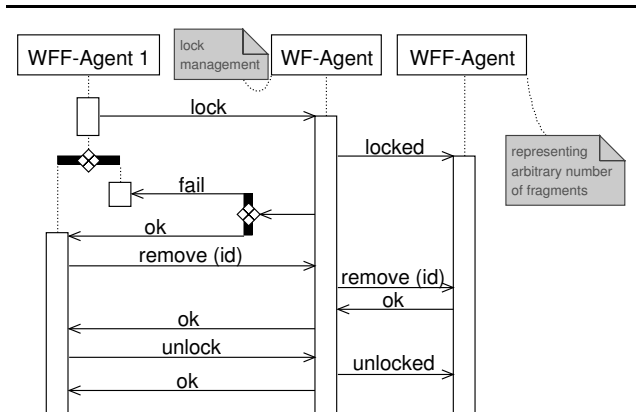 lock
management
WFF-Agent 1
WF-Agent
WFF-Agent
lock
locked
representing
arbitrary number
of fragments
fail
ok
remove (id)
remove (id)
ok
ok
unlock
unlocked
ok